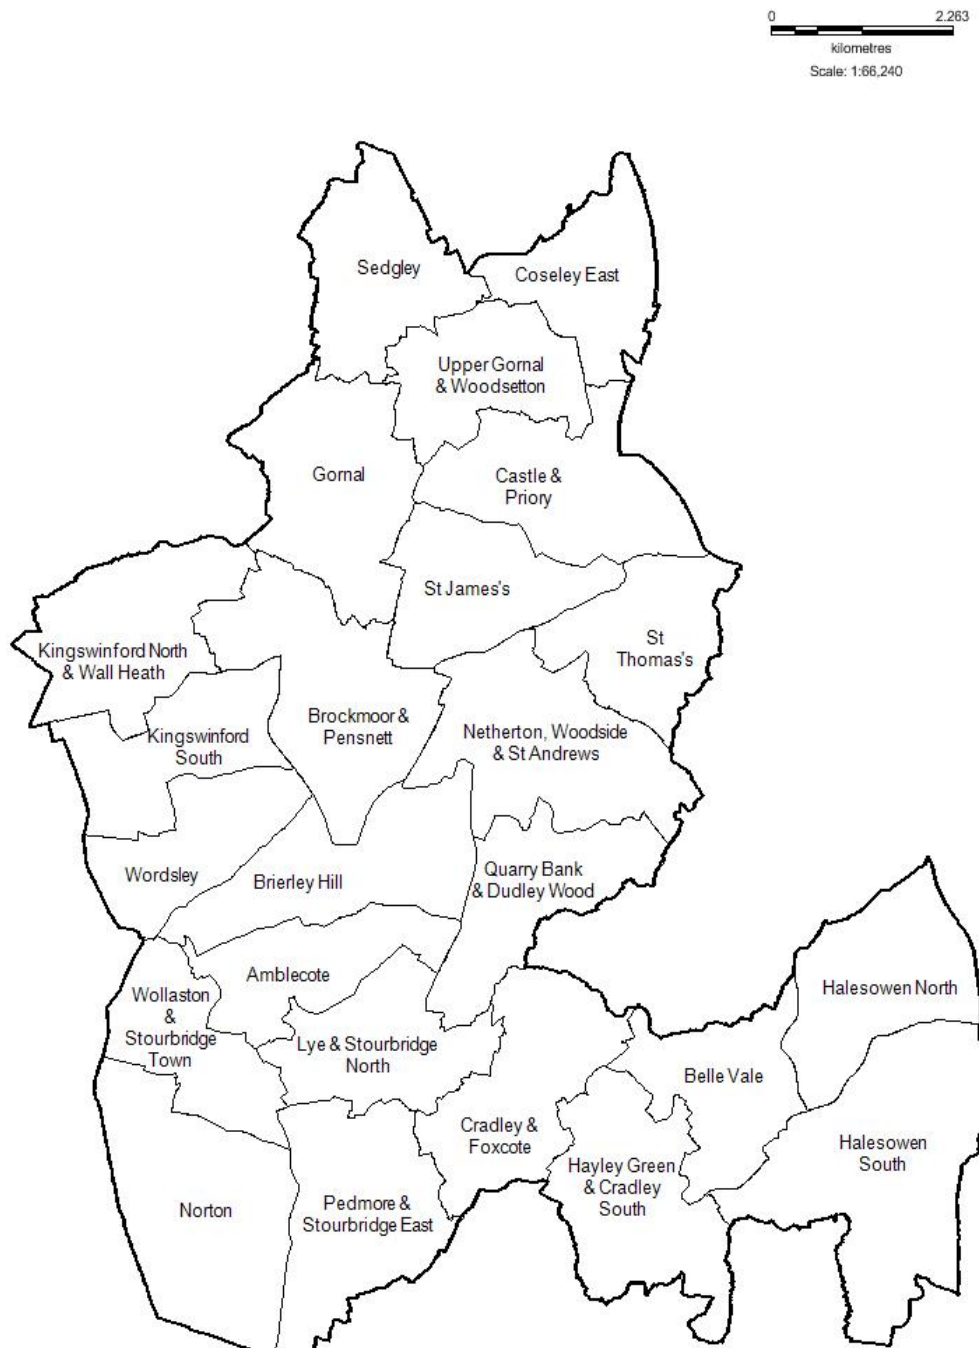 0 2.263
kilometres
Scale: 1:66,240
Sedgley
Coseley East
Upper Gornal
& Woodsetton
Gornal
Castle &
Priory
St James's
St
Thomas's
Kingswinford North
& Wall Heath
Brockmoor &
Pensnett
Netherton, Woodside
& St Andrews
Kingswinford
South
Wordsley
Brierley Hill
Quarry Bank
& Dudley Wood
Amblecote
Wollaston
&
Stourbridge
Town
Lye & Stourbridge
North
Halesowen North
Belle Vale
Cradley &
Foxcote
Halesowen
South
Hayley Green
& Cradley
South
Norton
Pedmore &
Stourbridge East